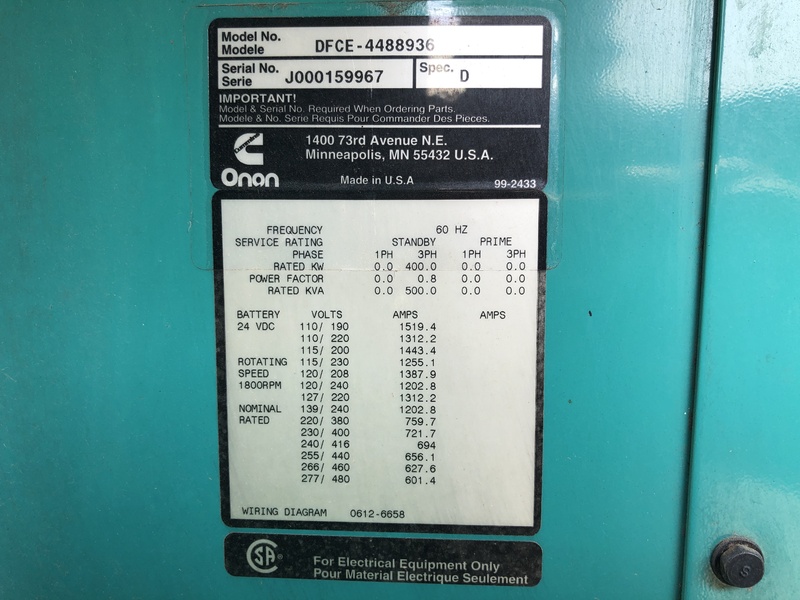 Model No.
Modele
DFCE-4488936
Serial No.
Serie
J000159967
Spec.
D
IMPORTANT!
Model & Serial No. Required When Ordering Parts.
Modele & No. Serie Requis Pour Commander Des Pieces.
1400 73rd Avenue N.E.
Minneapolis, MN 55432 U.S.A.
Onan
Made in U.S.A
99-2433
FREQUENCY 60 HZ
SERVICE RATING STANDBY PRIME
PHASE 1PH 3PH 1PH 3PH
RATED KW 0.0 400.0 0.0 0.0
POWER FACTOR 0.0 0.8 0.0 0.0
RATED KVA 0.0 500.0 0.0 0.0
BATTERY VOLTS AMPS AMPS
24 VDC 110/ 190 1519.4
110/ 220 1312.2
115/ 200 1443.4
ROTATING 115/ 230 1255.1
SPEED 120/ 208 1387.9
1800RPM 120/ 240 1202.8
127/ 220 1312.2
NOMINAL 139/ 240 1202.8
RATED 220/ 380 759.7
230/ 400 721.7
240/ 416 694
255/ 440 656.1
266/ 460 627.6
277/ 480 601.4
WIRING DIAGRAM 0612-6658
For Electrical Equipment Only
Pour Material Electrique Seulement